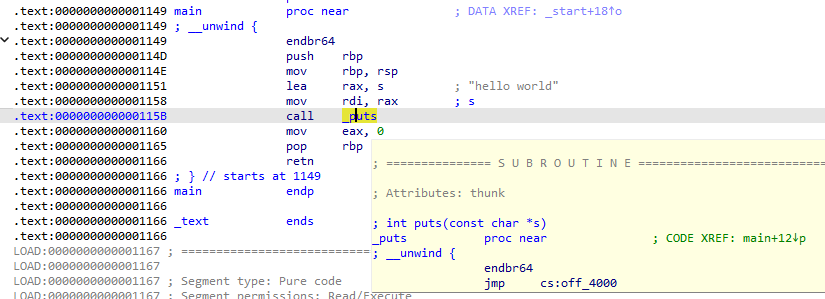 .text:0000000000001149 main proc near ; DATA XREF: _start+18↑o
.text:0000000000001149 ; __unwind {
.text:0000000000001149 endbr64
.text:000000000000114D push rbp
.text:000000000000114E mov rbp, rsp
.text:0000000000001151 lea rax, s ; "hello world"
.text:0000000000001158 mov rdi, rax ; s
.text:000000000000115B call _puts
.text:0000000000001160 mov eax, 0
.text:0000000000001165 pop rbp
.text:0000000000001166 retn
.text:0000000000001166 ; } // starts at 1149
.text:0000000000001166 main endp
.text:0000000000001166
.text:0000000000001166 _text ends
.text:0000000000001166
LOAD:0000000000001167 ; ===========================
LOAD:0000000000001167
LOAD:0000000000001167 ; Segment type: Pure code
LOAD:0000000000001167 ; Segment permissions: Read/Execute
; =============== S U B R O U T I N E ===========================
; Attributes: thunk
; int puts(const char *s)
_puts proc near ; CODE XREF: main+12↓p
; __unwind {
endbr64
jmp cs:off_4000